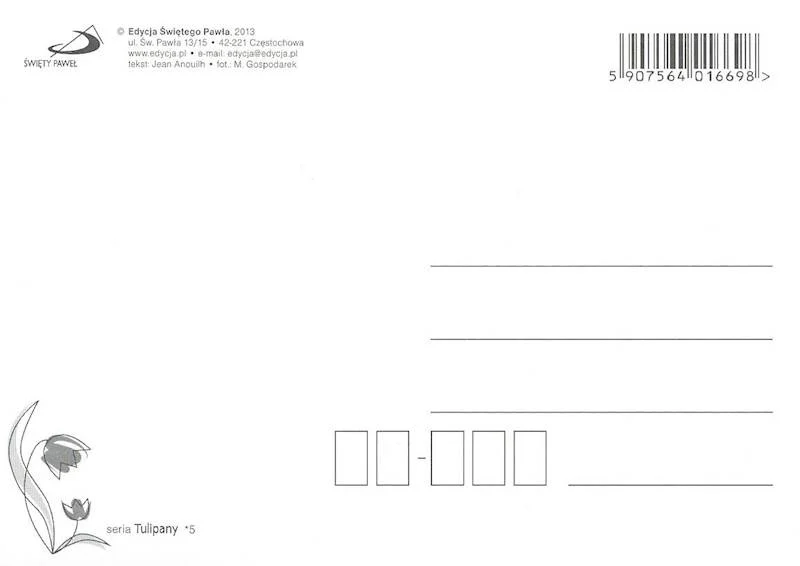 ŚWIĘTY PAWEŁ
© Edycja Świętego Pawła, 2013
ul. Św. Pawła 13/15 • 42-221 Częstochowa
www.edycja.pl • e-mail: edycja@edycja.pl
tekst: Jean Anouilh • fot.: M. Gospodarek
5 907564 016698 >
–
seria Tulipany *5